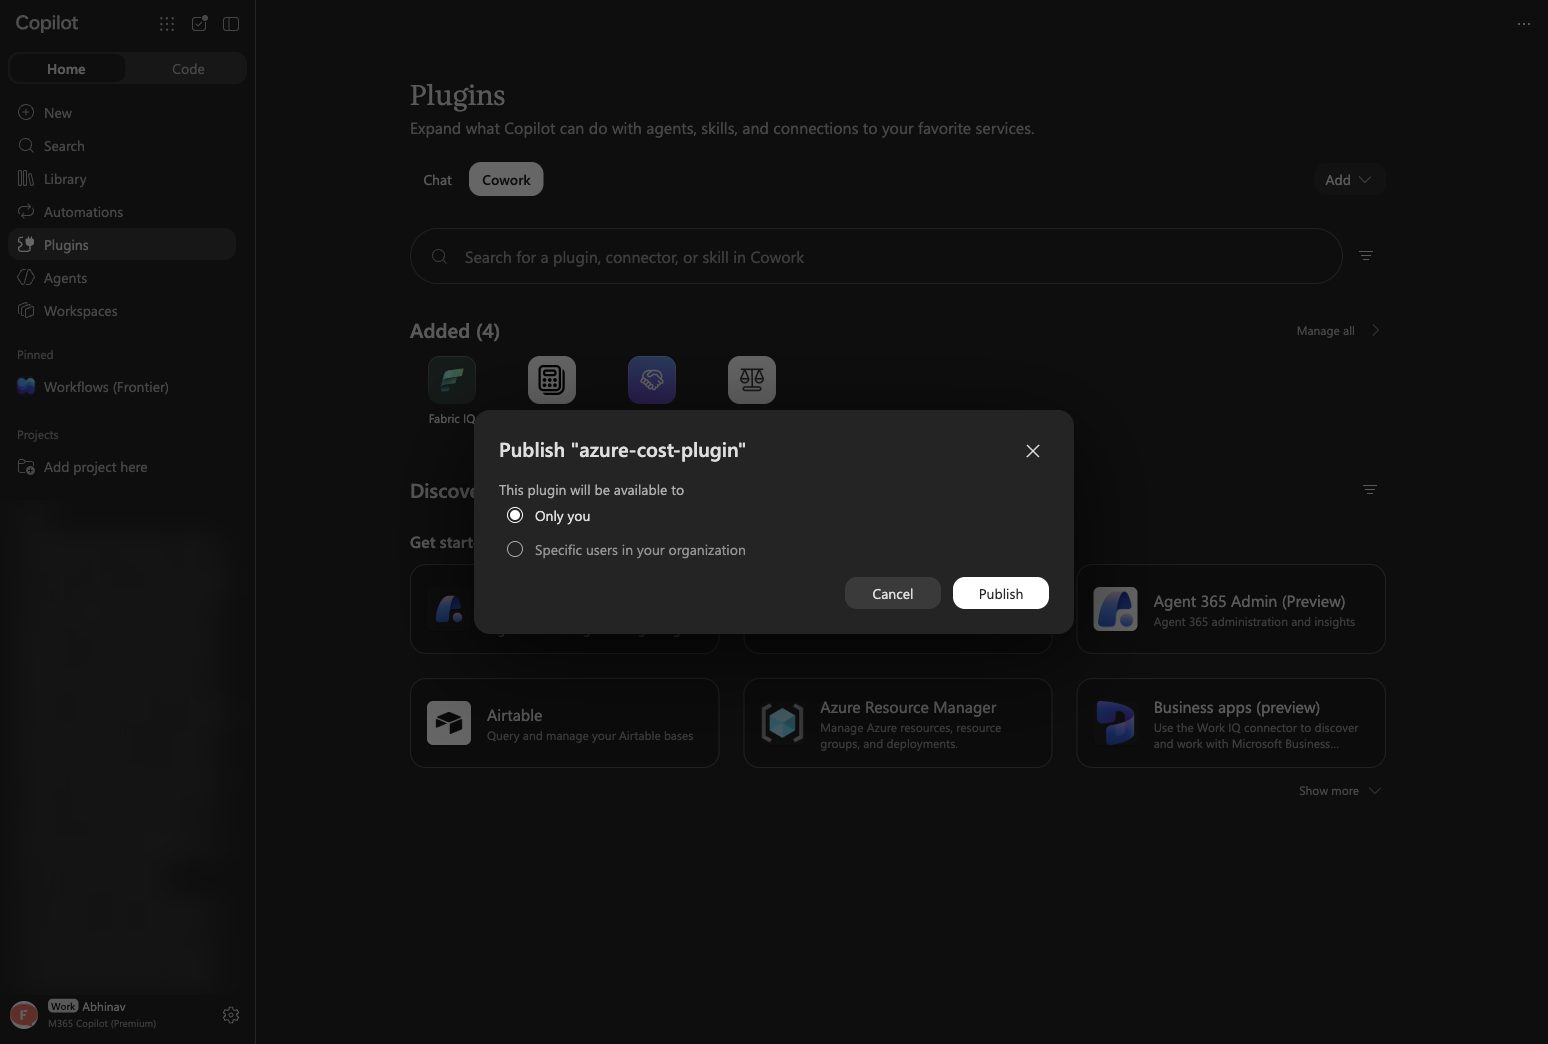 Copilot
Home
Code
New
Search
Library
Automations
Plugins
Agents
Workspaces
Pinned
Workflows (Frontier)
Projects
Add project here
Work Abhinav
M365 Copilot (Premium)
F
Plugins
Expand what Copilot can do with agents, skills, and connections to your favorite services.
Chat
Cowork
Add
Search for a plugin, connector, or skill in Cowork
Added (4)
Manage all
Fabric IQ
Publish "azure-cost-plugin"
This plugin will be available to
Only you
Specific users in your organization
Cancel
Publish
Agent 365 Admin (Preview)
Agent 365 administration and insights
Airtable
Query and manage your Airtable bases
Azure Resource Manager
Manage Azure resources, resource
groups, and deployments.
Business apps (preview)
Use the Work IQ connector to discover
and work with Microsoft Business...
Show more